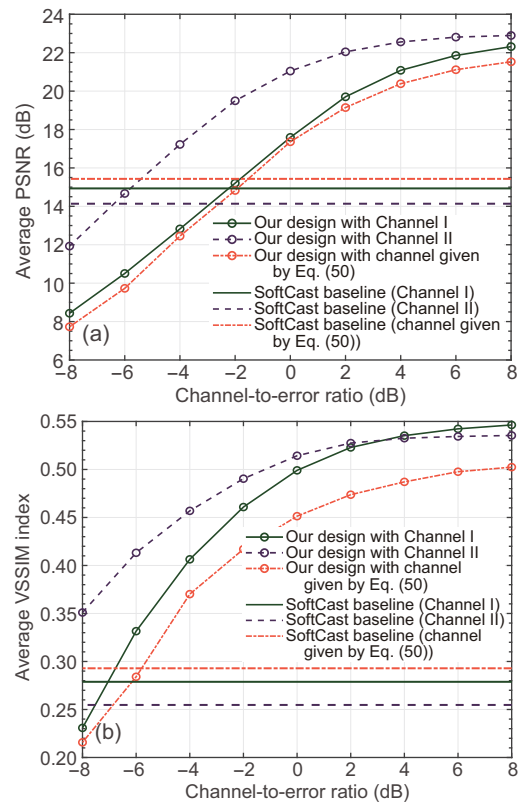 24
22
20
18
16
14
12
10
8
6
Average PSNR (dB)
Our design with Channel I
Our design with Channel II
Our design with channel given
by Eq. (50)
SoftCast baseline (Channel I)
SoftCast baseline (Channel II)
SoftCast baseline (channel given
by Eq. (50))
(a)
−8 −6 −4 −2 0 2 4 6 8
Channel-to-error ratio (dB)
0.55
0.50
0.45
0.40
0.35
0.30
0.25
0.20
Average VSSIM index
Our design with Channel I
Our design with Channel II
Our design with channel
given by Eq. (50)
SoftCast baseline (Channel I)
SoftCast baseline (Channel II)
SoftCast baseline (channel
given by Eq. (50))
(b)
−8 −6 −4 −2 0 2 4 6 8
Channel-to-error ratio (dB)